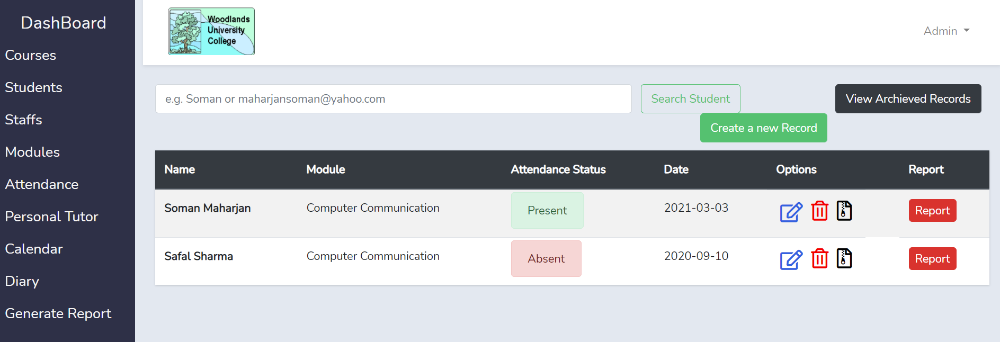 DashBoard
Courses
Students
Staffs
Modules
Attendance
Personal Tutor
Calendar
Diary
Generate Report
Woodlands
University
College
Admin
e.g. Soman or maharjansoman@yahoo.com
Search Student
View Archieved Records
Create a new Record
Name Module Attendance Status Date Options Report
Soman Maharjan Computer Communication Present 2021-03-03 Report
Safal Sharma Computer Communication Absent 2020-09-10 Report